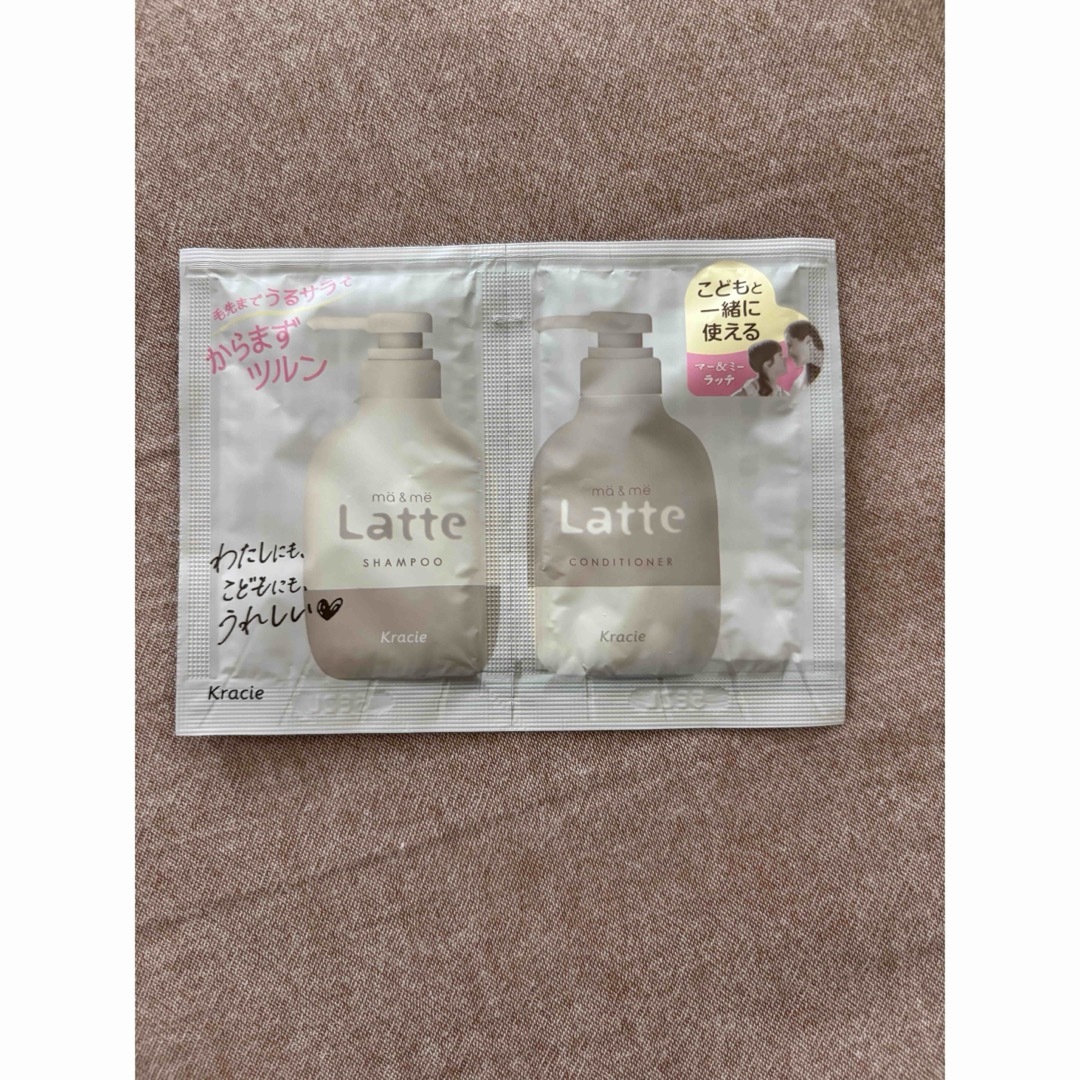 毛先までうるサラで
からまず
ツルン
mä & më
Latte
SHAMPOO
Kracie
わたしにも、
こどもにも、
うれしい
Kracie
mä & më
Latte
CONDITIONER
Kracie
こどもと
一緒に
使える
マー&ミー
ラッテ